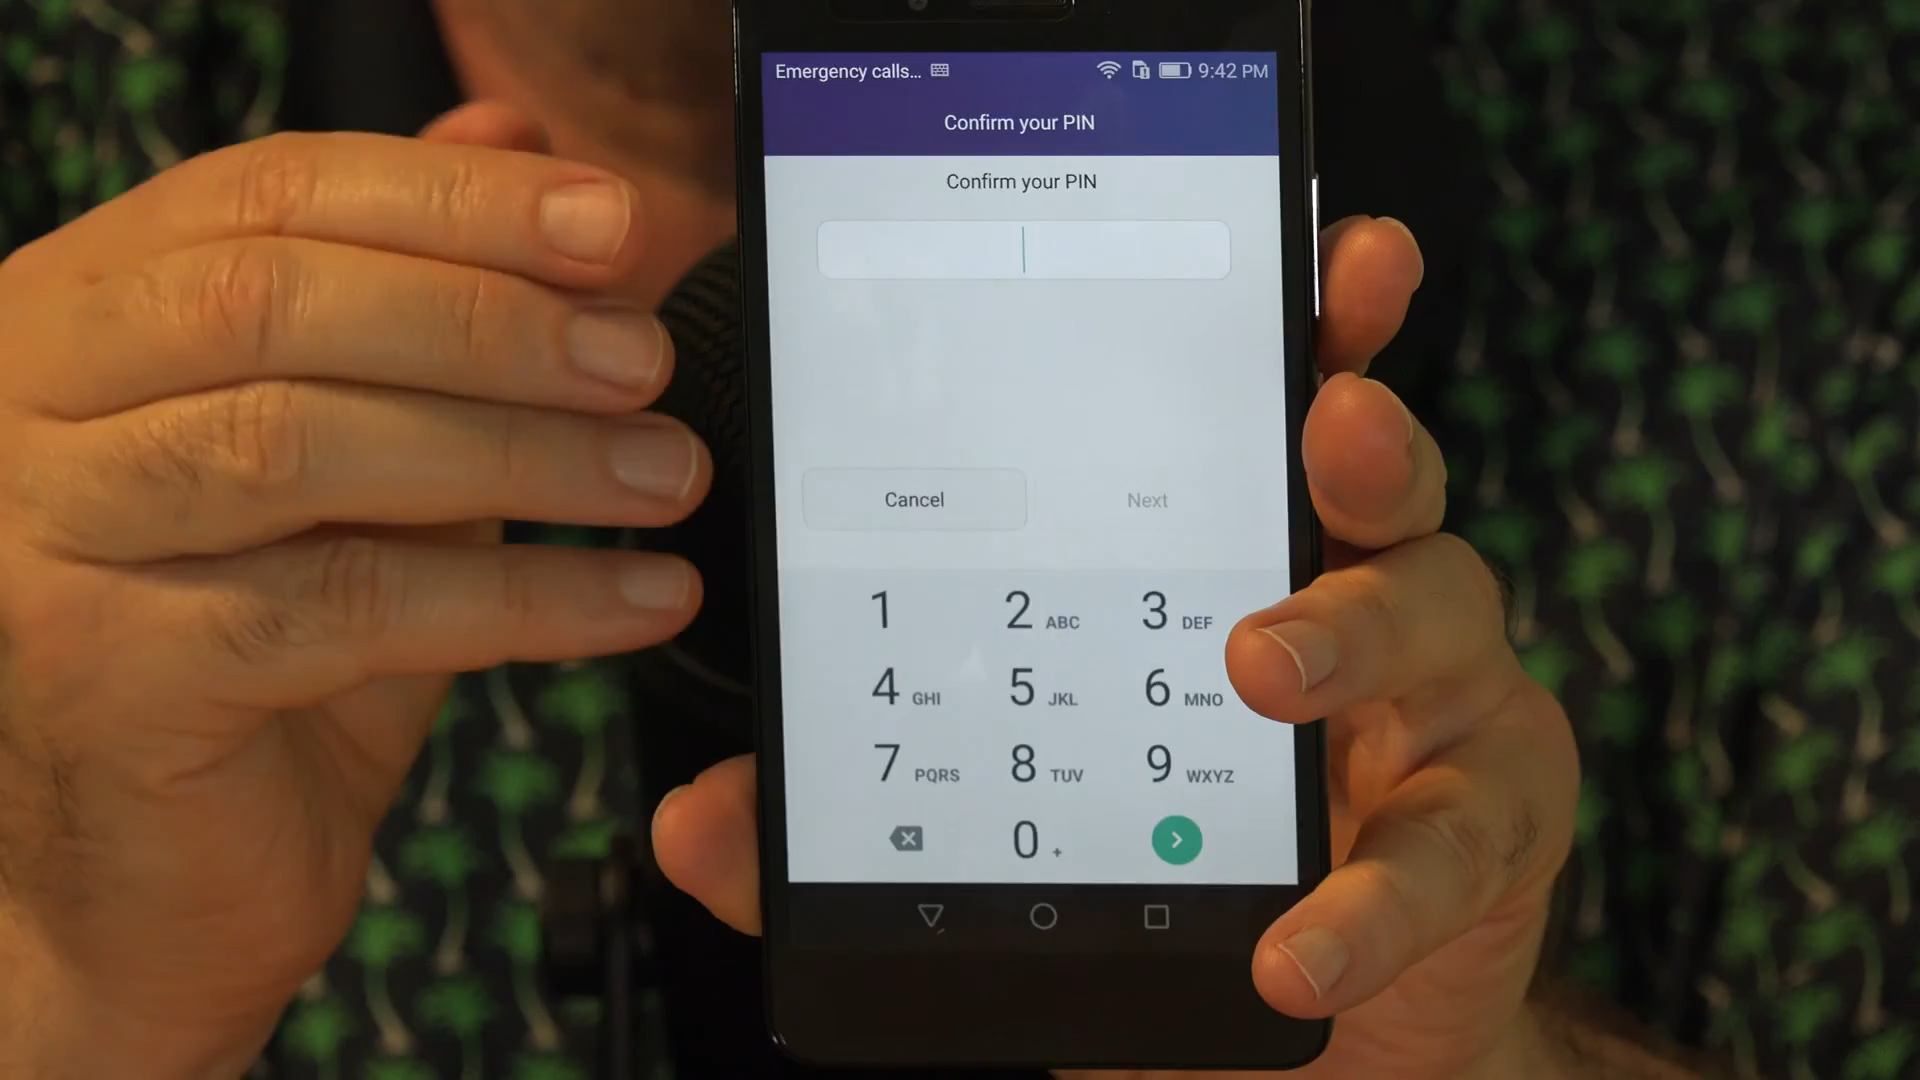 Emergency calls... 9:42 PM
Confirm your PIN
Confirm your PIN
Cancel Next
1 2 ABC 3 DEF
4 GHI 5 JKL 6 MNO
7 PQRS 8 TUV 9 WXYZ
0 +